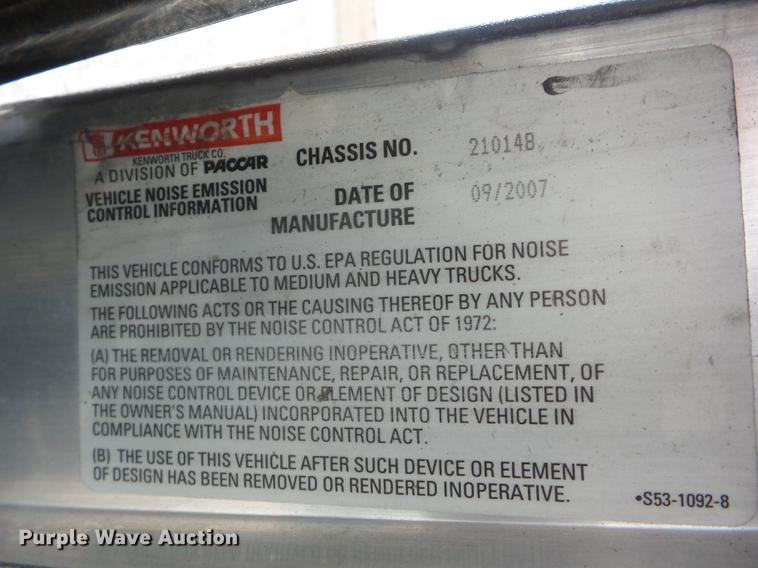 KENWORTH
KENWORTH TRUCK CO.
A DIVISION OF PACCAR
VEHICLE NOISE EMISSION
CONTROL INFORMATION
CHASSIS NO. 210148
DATE OF
MANUFACTURE 09/2007
THIS VEHICLE CONFORMS TO U.S. EPA REGULATION FOR NOISE
EMISSION APPLICABLE TO MEDIUM AND HEAVY TRUCKS.
THE FOLLOWING ACTS OR THE CAUSING THEREOF BY ANY PERSON
ARE PROHIBITED BY THE NOISE CONTROL ACT OF 1972:
(A) THE REMOVAL OR RENDERING INOPERATIVE, OTHER THAN
FOR PURPOSES OF MAINTENANCE, REPAIR, OR REPLACEMENT, OF
ANY NOISE CONTROL DEVICE OR ELEMENT OF DESIGN (LISTED IN
THE OWNER'S MANUAL) INCORPORATED INTO THE VEHICLE IN
COMPLIANCE WITH THE NOISE CONTROL ACT.
(B) THE USE OF THIS VEHICLE AFTER SUCH DEVICE OR ELEMENT
OF DESIGN HAS BEEN REMOVED OR RENDERED INOPERATIVE.
•S53-1092-8
Purple Wave Auction